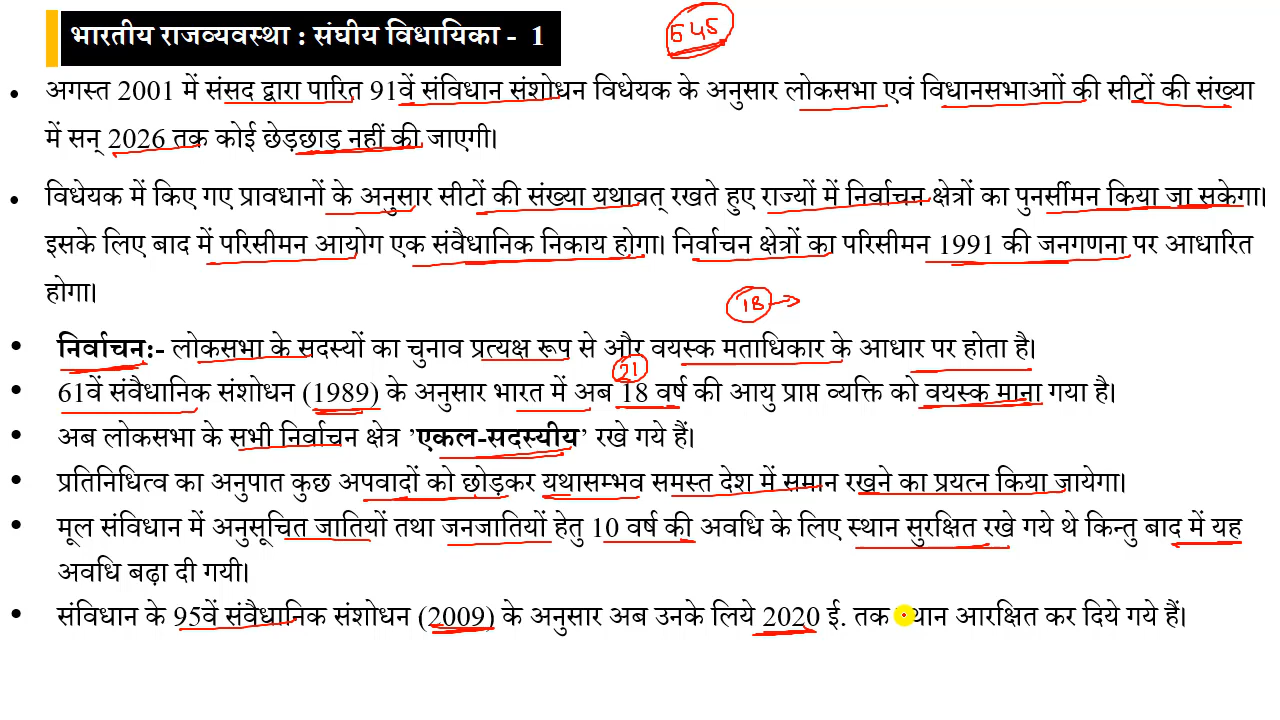 भारतीय राजव्यवस्था : संघीय विधायिका - 1
545
• अगस्त 2001 में संसद द्वारा पारित 91वें संविधान संशोधन विधेयक के अनुसार लोकसभा एवं विधानसभाओं की सीटों की संख्या
में सन् 2026 तक कोई छेड़छाड़ नहीं की जाएगी।
• विधेयक में किए गए प्रावधानों के अनुसार सीटों की संख्या यथावत् रखते हुए राज्यों में निर्वाचन क्षेत्रों का पुनर्सीमन किया जा सकेगा।
इसके लिए बाद में परिसीमन आयोग एक संवैधानिक निकाय होगा। निर्वाचन क्षेत्रों का परिसीमन 1991 की जनगणना पर आधारित
होगा।
18 →
• निर्वाचन:- लोकसभा के सदस्यों का चुनाव प्रत्यक्ष रूप से और वयस्क मताधिकार के आधार पर होता है।
21
• 61वें संवैधानिक संशोधन (1989) के अनुसार भारत में अब 18 वर्ष की आयु प्राप्त व्यक्ति को वयस्क माना गया है।
• अब लोकसभा के सभी निर्वाचन क्षेत्र ’एकल-सदस्यीय’ रखे गये हैं।
• प्रतिनिधित्व का अनुपात कुछ अपवादों को छोड़कर यथासम्भव समस्त देश में समान रखने का प्रयत्न किया जायेगा।
• मूल संविधान में अनुसूचित जातियों तथा जनजातियों हेतु 10 वर्ष की अवधि के लिए स्थान सुरक्षित रखे गये थे किन्तु बाद में यह
अवधि बढ़ा दी गयी।
• संविधान के 95वें संवैधानिक संशोधन (2009) के अनुसार अब उनके लिये 2020 ई. तक स्थान आरक्षित कर दिये गये हैं।